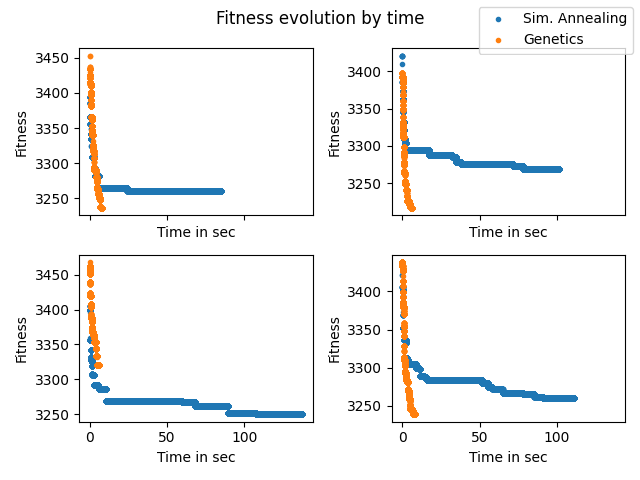 Fitness evolution by time
Sim. Annealing
Genetics
3450
3400
3350
3300
3250
Fitness
Time in sec
3400
3350
3300
3250
Fitness
Time in sec
3450
3400
3350
3300
3250
Fitness
0 50 100
Time in sec
3400
3350
3300
3250
Fitness
0 50 100
Time in sec